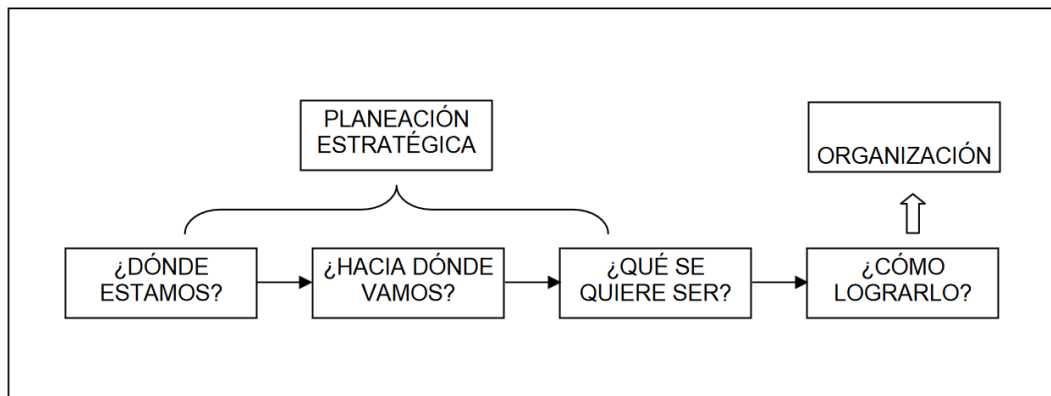 PLANEACIÓN
ESTRATÉGICA
ORGANIZACIÓN
¿DÓNDE
ESTAMOS?
¿HACIA DÓNDE
VAMOS?
¿QUÉ SE
QUIERE SER?
¿CÓMO
LOGRARLO?